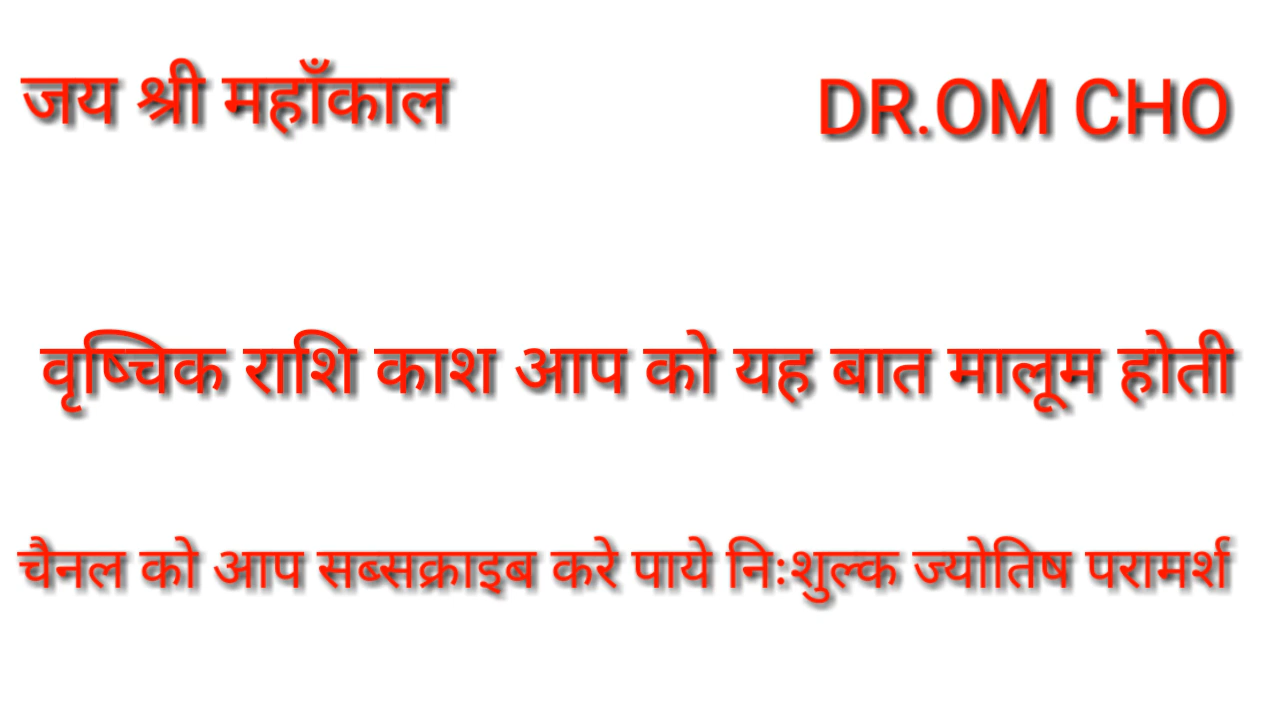 जय श्री महाँकाल DR.OM CHO
वृष्चिक राशि काश आप को यह बात मालूम होती
चैनल को आप सब्सक्राइब करे पाये निःशुल्क ज्योतिष परामर्श